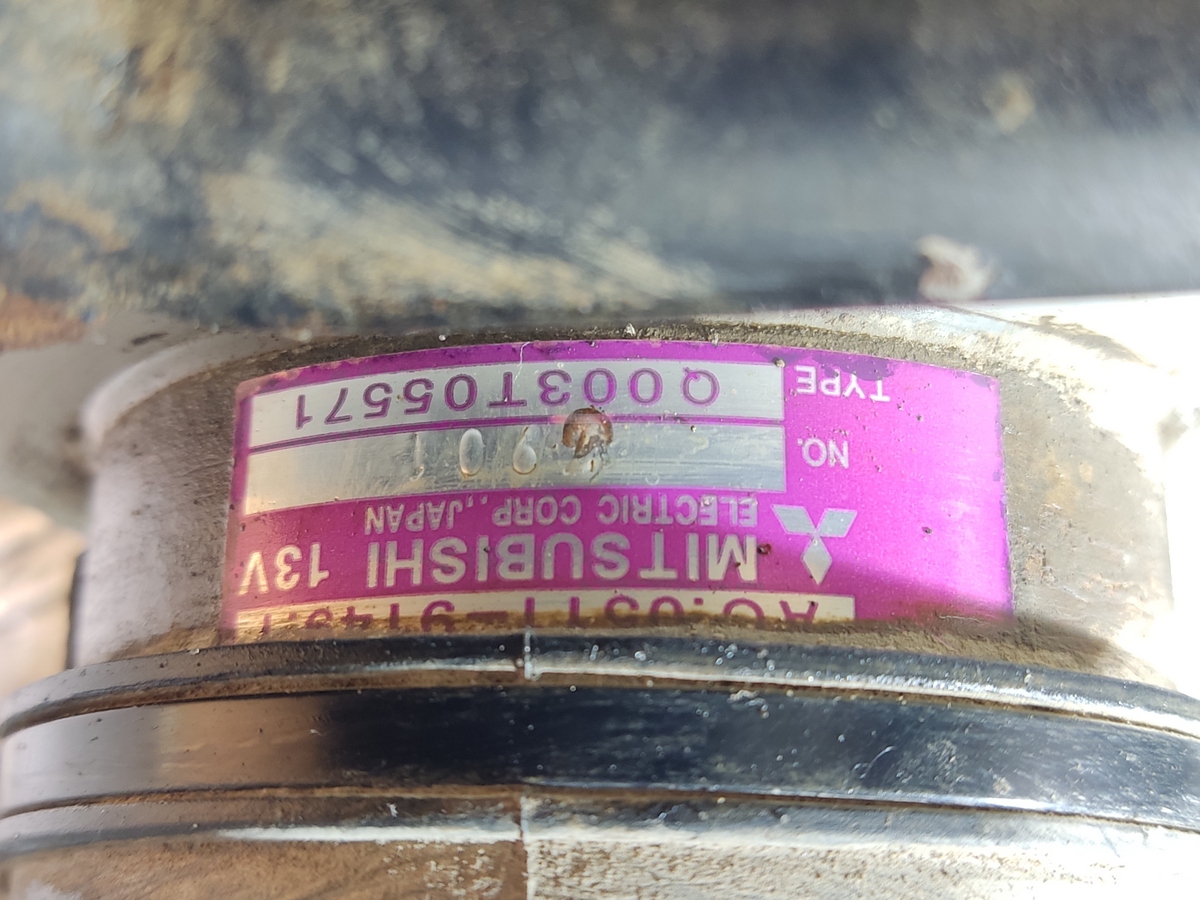 MITSUBISHI 13V
ELECTRIC CORP., JAPAN
NO.
TYPE Q003T05571